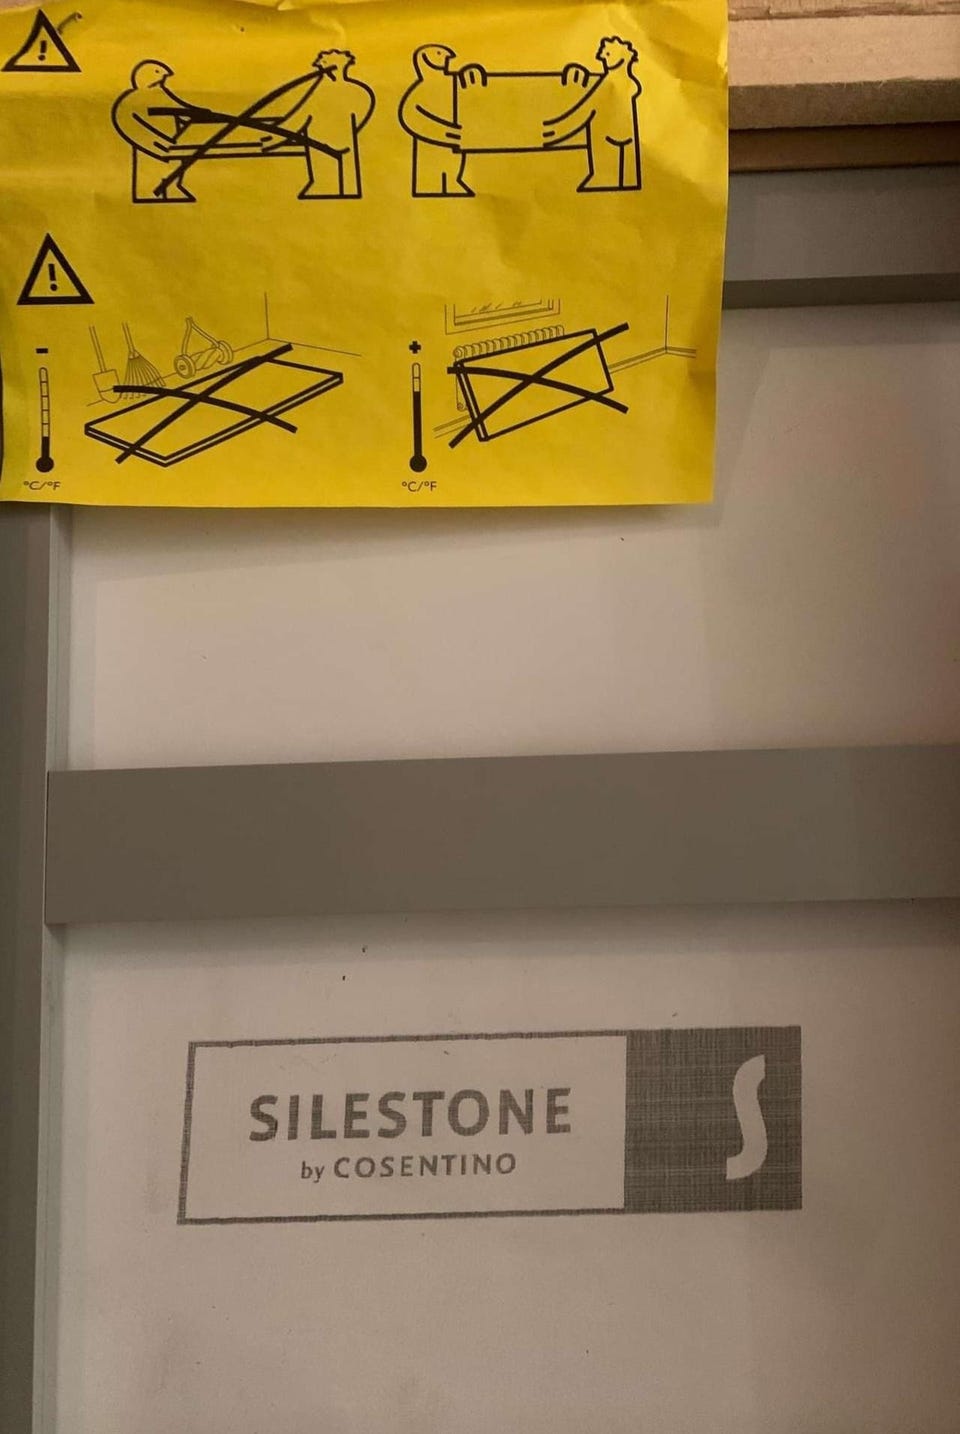 !
!
-
+
°C/°F
°C/°F
SILESTONE
by COSENTINO
S